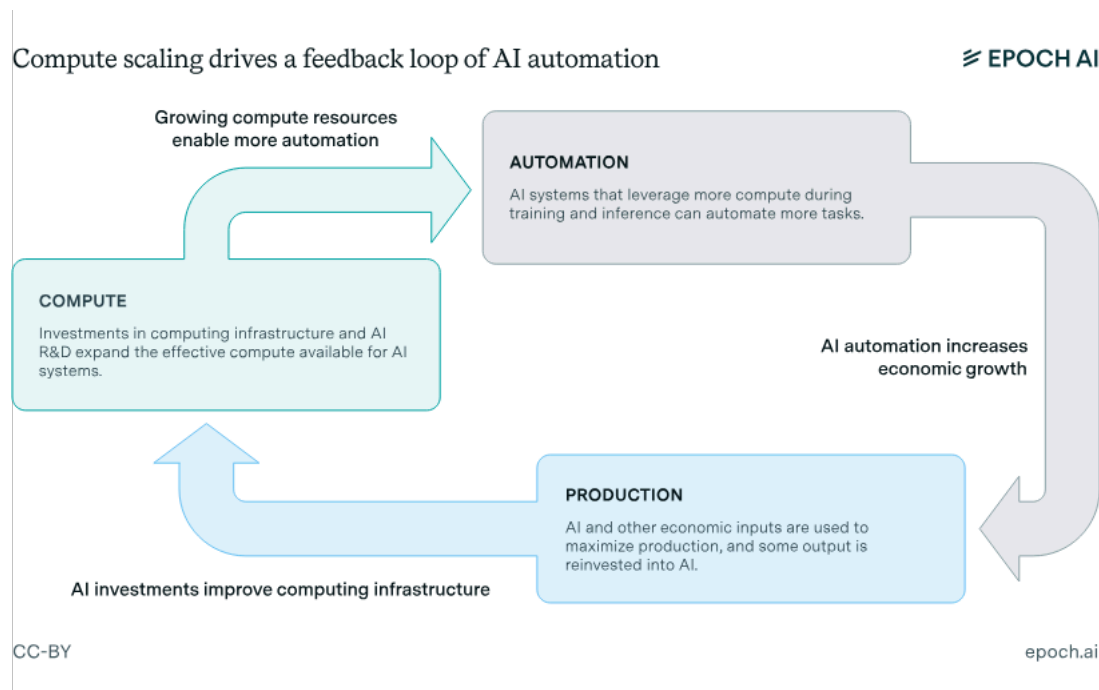 Compute scaling drives a feedback loop of AI automation
EPOCH AI
Growing compute resources
enable more automation
AUTOMATION
AI systems that leverage more compute during
training and inference can automate more tasks.
COMPUTE
Investments in computing infrastructure and AI
R&D expand the effective compute available for AI
systems.
AI automation increases
economic growth
PRODUCTION
AI and other economic inputs are used to
maximize production, and some output is
reinvested into AI.
AI investments improve computing infrastructure
CC-BY
epoch.ai